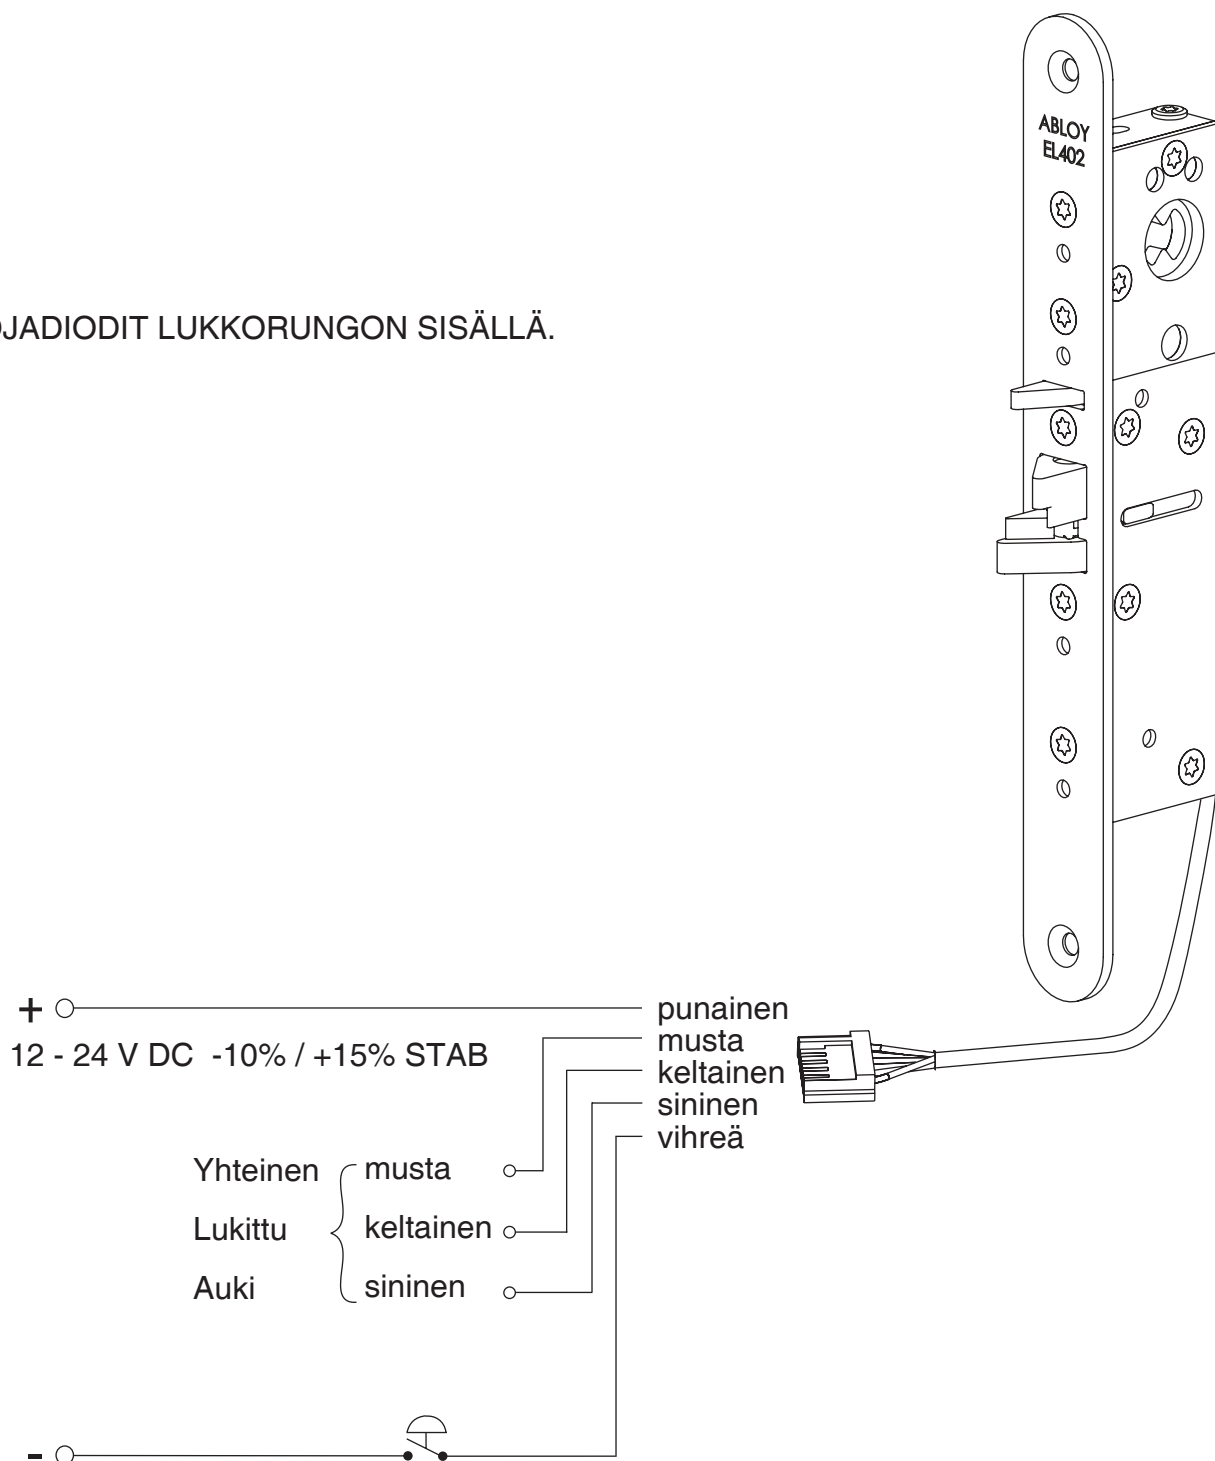 ABLOY
EL402
LUKKORUNGON SISÄLLÄ.
+
punainen
12 - 24 V DC -10% / +15% STAB
musta
keltainen
sininen
vihreä
Yhteinen musta
Lukittu keltainen
Auki sininen
-